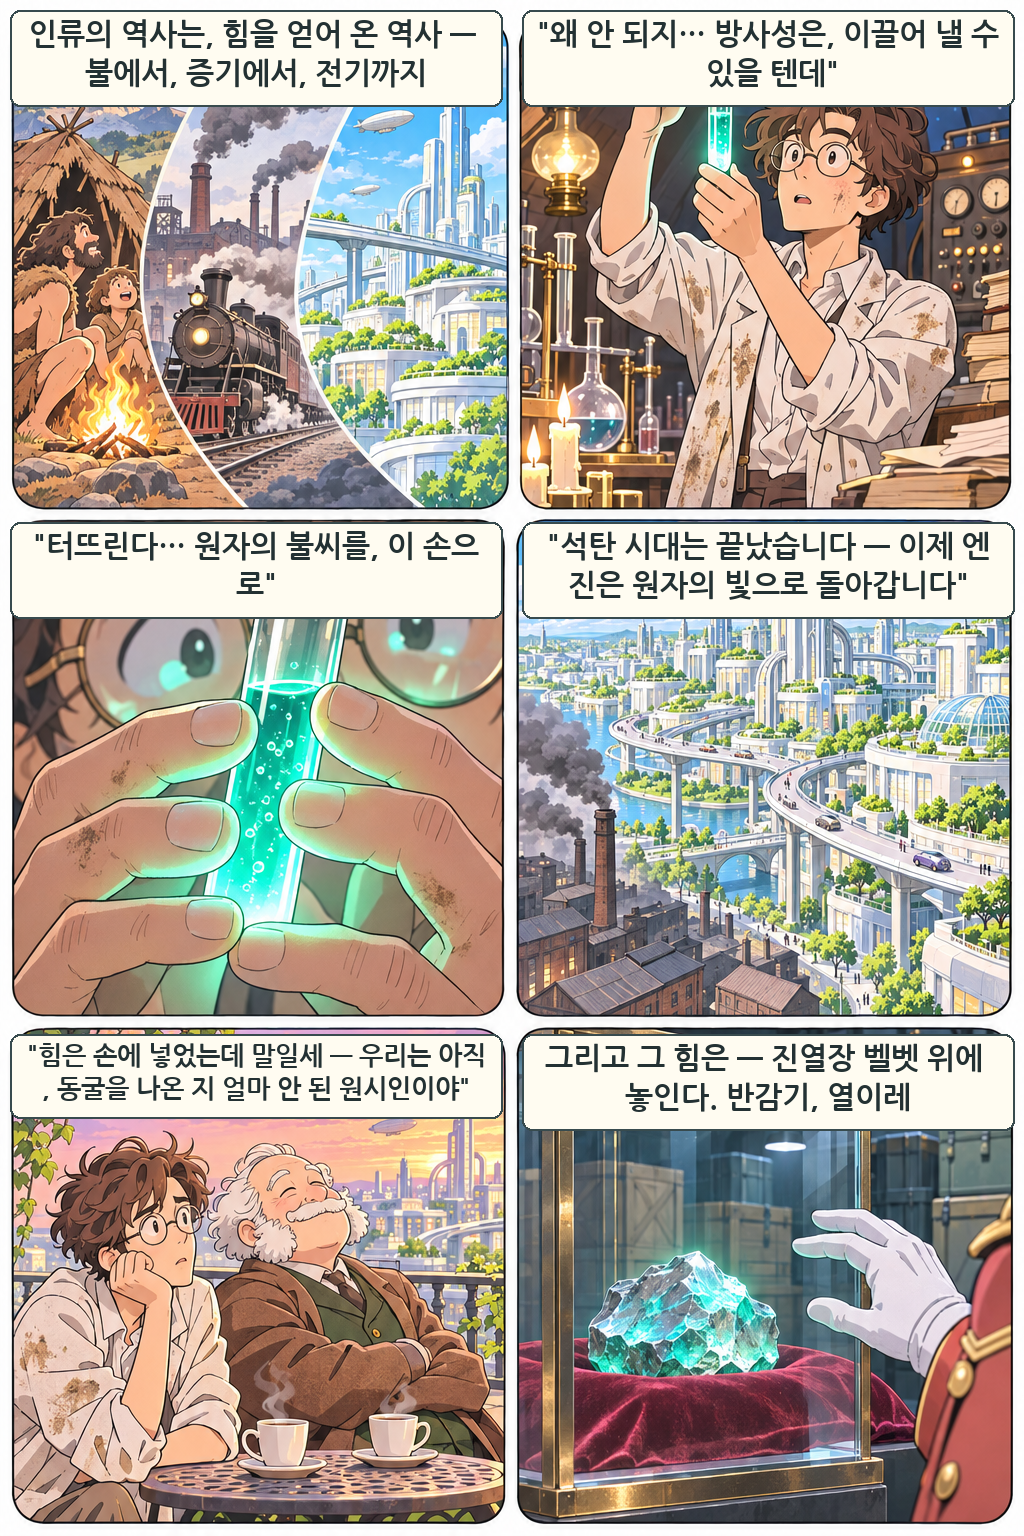 인류의 역사는, 힘을 얻어 온 역사 —
불에서, 증기에서, 전기까지
"왜 안 되지… 방사성은, 이끌어 낼 수
있을 텐데"
"터뜨린다… 원자의 불씨를, 이 손으
로"
"석탄 시대는 끝났습니다 — 이제 엔
진은 원자의 빛으로 돌아갑니다"
"힘은 손에 넣었는데 말일세 — 우리는 아직
, 동굴을 나온 지 얼마 안 된 원시인이야"
그리고 그 힘은 — 진열장 벨벳 위에
놓인다. 반감기, 열이레